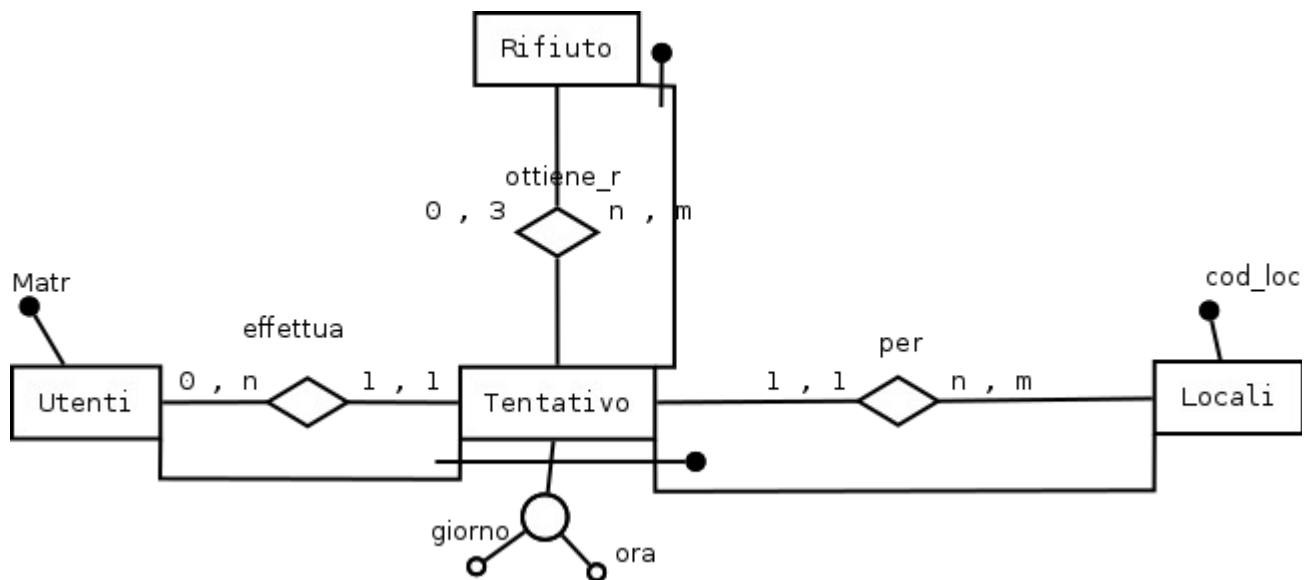 Rifiuto
ottiene_r
0 , 3
n , m
Matr
effettua
per
cod_loc
Utenti
0 , n
1 , 1
Tentativo
1 , 1
n , m
Locali
giorno
ora